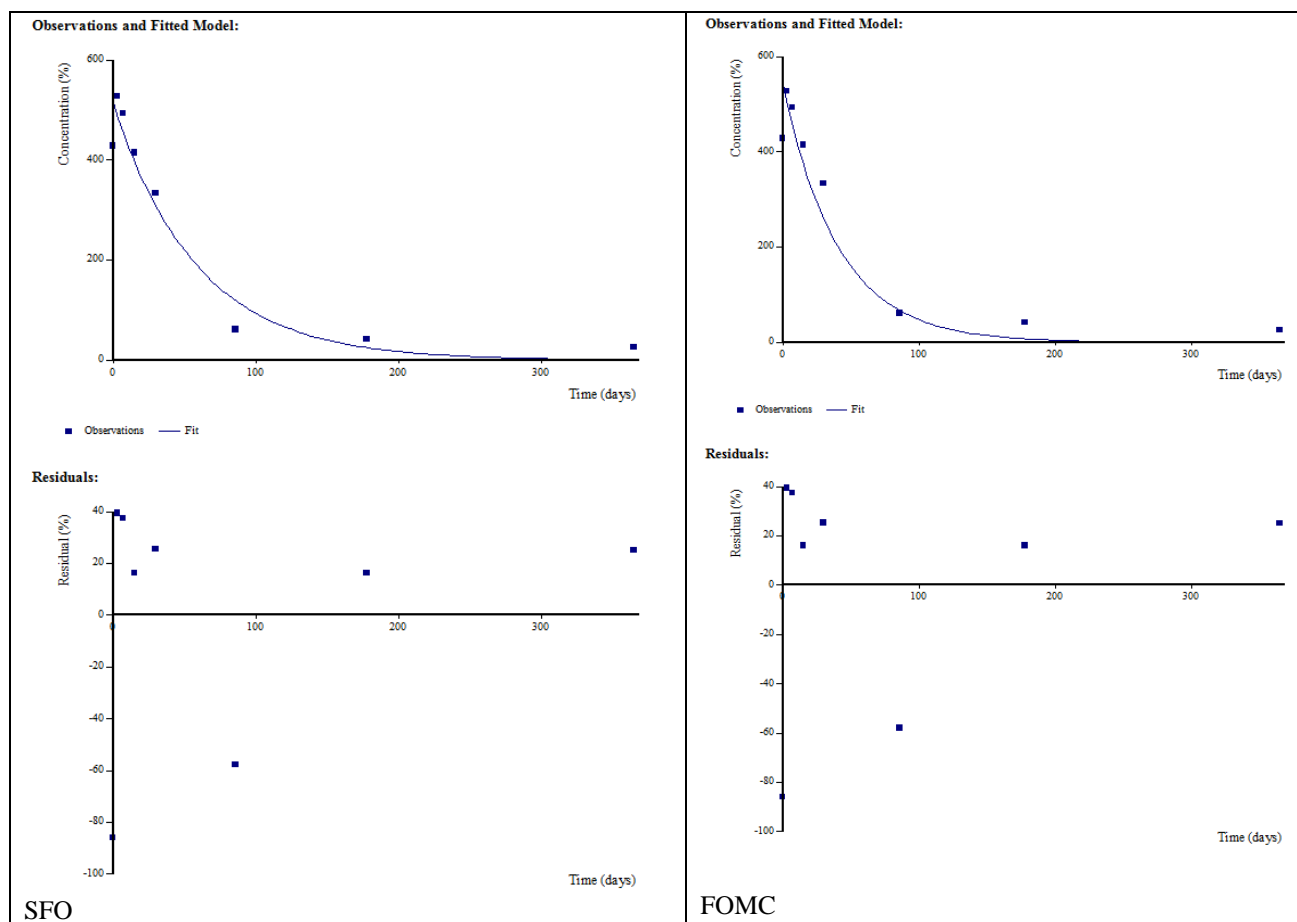 Observations and Fitted Model:
Concentration (%)
600
400
200
0
0 100 200 300
Time (days)
Observations Fit
Residuals:
Residual (%)
40
20
0
0 100 200 300
-20
-40
-60
-80
-100
Time (days)
SFO
Observations and Fitted Model:
Concentration (%)
600
400
200
0
0 100 200 300
Time (days)
Observations Fit
Residuals:
Residual (%)
40
20
0
0 100 200 300
-20
-40
-60
-80
-100
Time (days)
FOMC